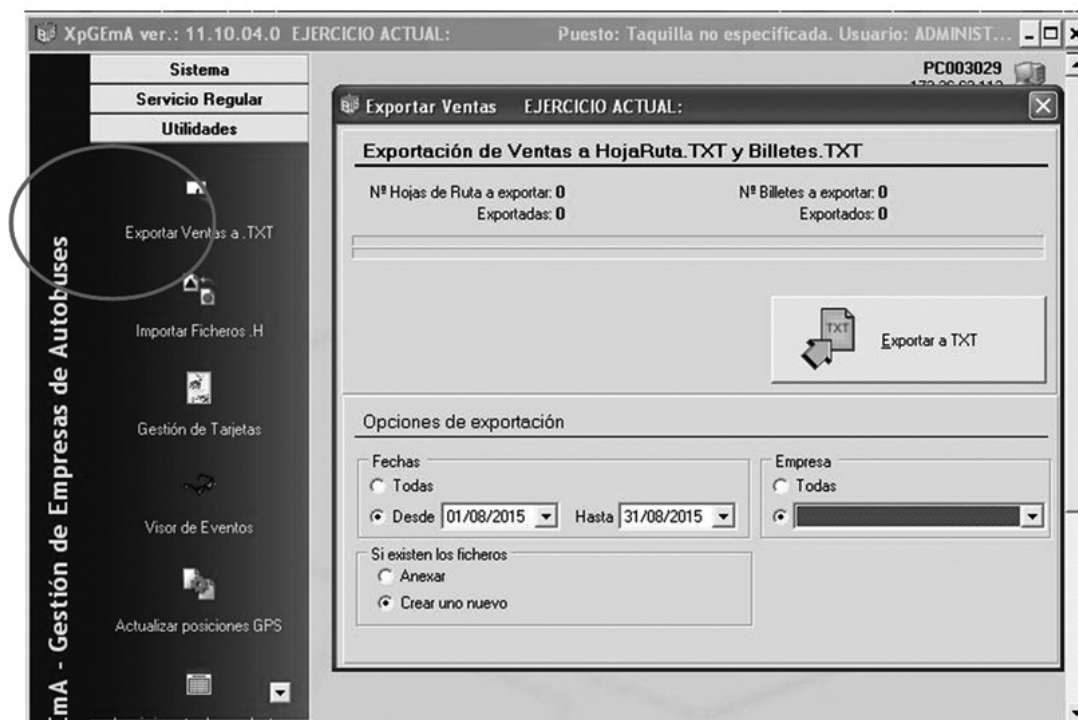 XpGEmA ver.: 11.10.04.0 EJERCICIO ACTUAL: Puesto: Taquilla no especificada. Usuario: ADMINIST...
Sistema
Servicio Regular
Utilidades
Exportar Ventas a .TXT
Importar Ficheros .H
Gestión de Tarjetas
Visor de Eventos
Actualizar posiciones GPS
EmA - Gestión de Empresas de Autobuses
PC003029
Exportar Ventas EJERCICIO ACTUAL:
Exportación de Ventas a HojaRuta.TXT y Billetes.TXT
Nº Hojas de Ruta a exportar: 0 Nº Billetes a exportar: 0
Exportadas: 0 Exportados: 0
TXT
Exportar a TXT
Opciones de exportación
Fechas
Todas
Desde 01/08/2015 Hasta 31/08/2015
Empresa
Todas
Si existen los ficheros
Anexar
Crear uno nuevo